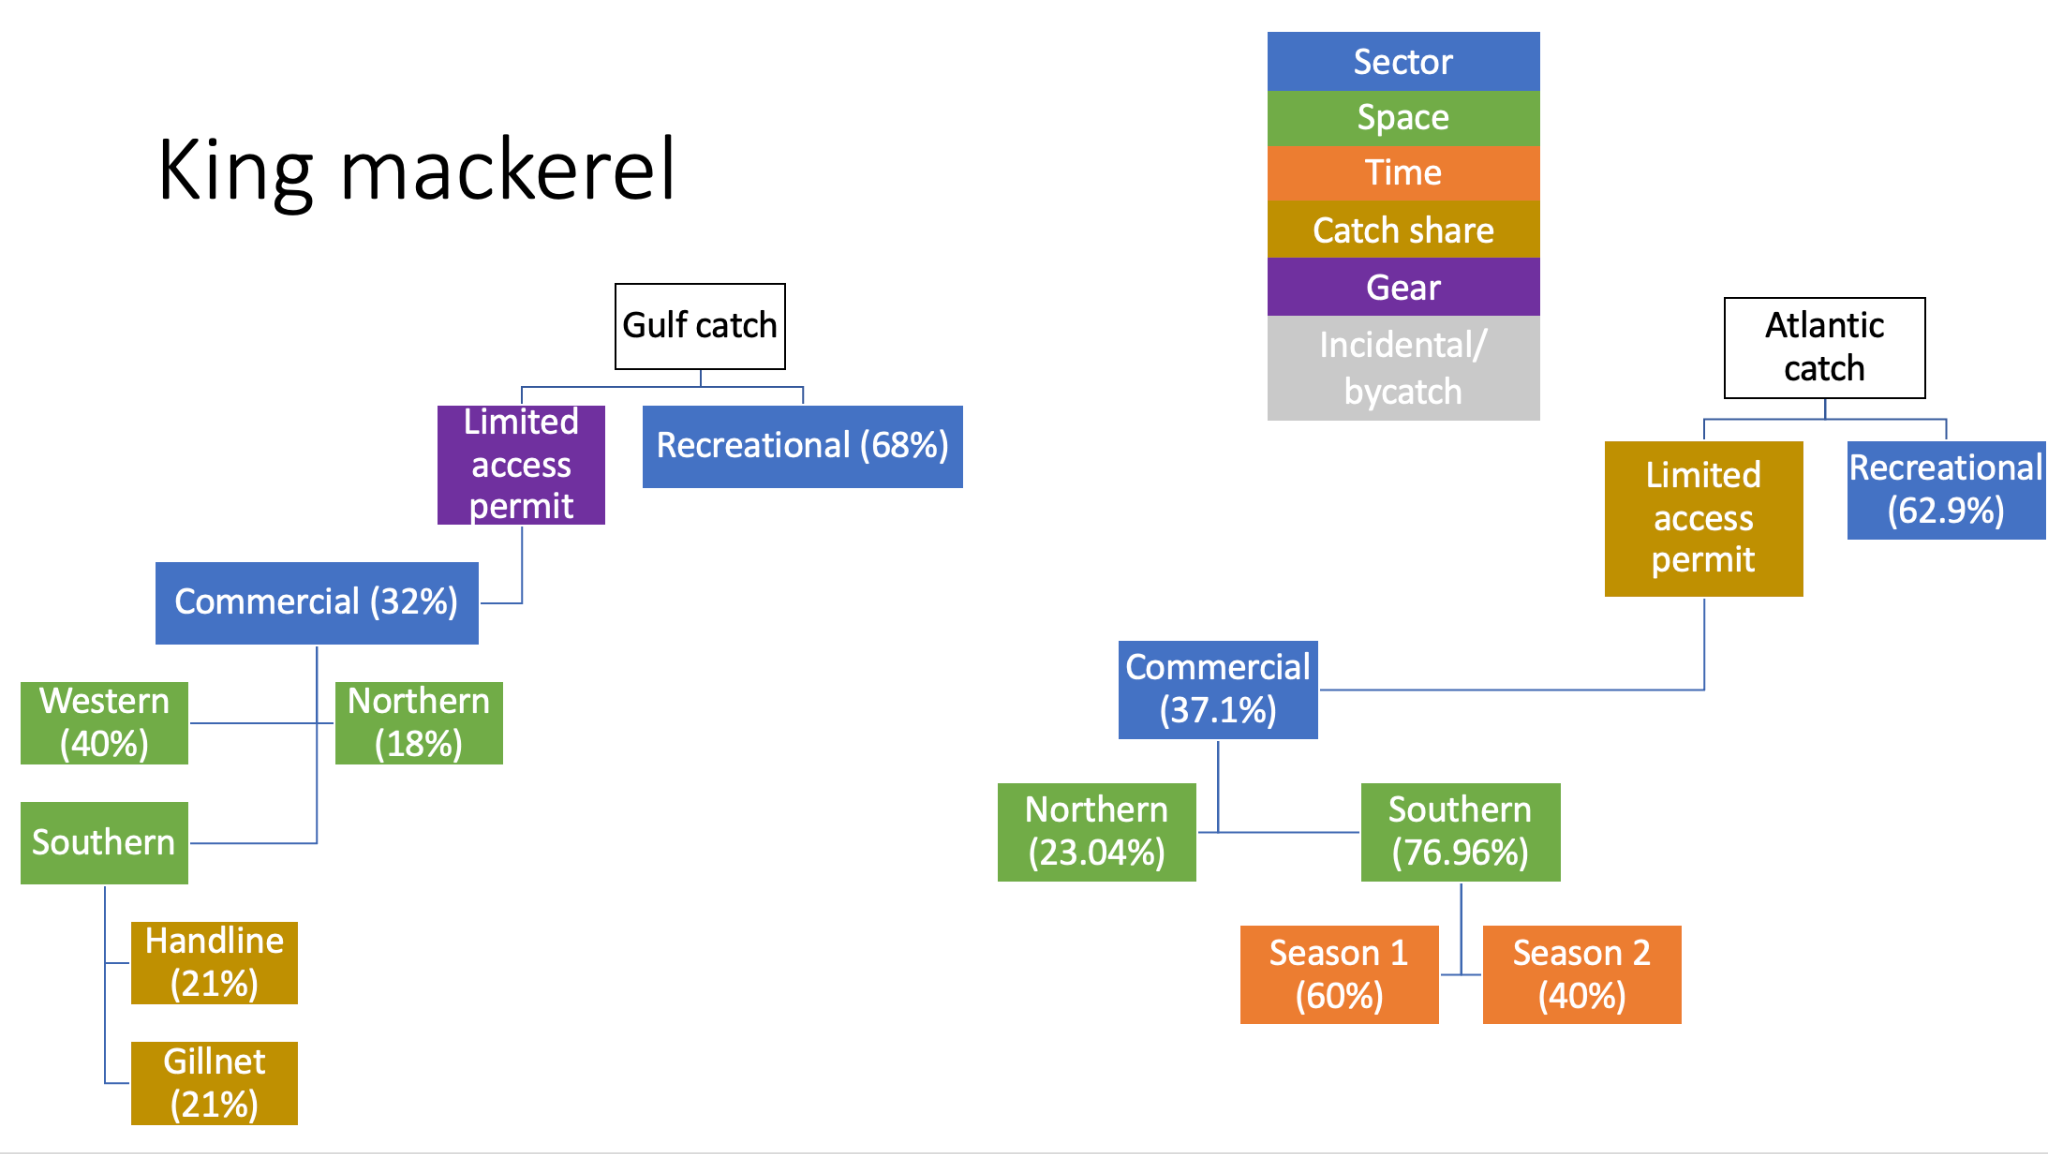 King mackerel
Sector
Space
Time
Catch share
Gear
Incidental/
bycatch
Gulf catch
Limited
access
permit
Recreational (68%)
Commercial (32%)
Western
(40%)
Northern
(18%)
Southern
Handline
(21%)
Gillnet
(21%)
Atlantic
catch
Limited
access
permit
Recreational
(62.9%)
Commercial
(37.1%)
Northern
(23.04%)
Southern
(76.96%)
Season 1
(60%)
Season 2
(40%)